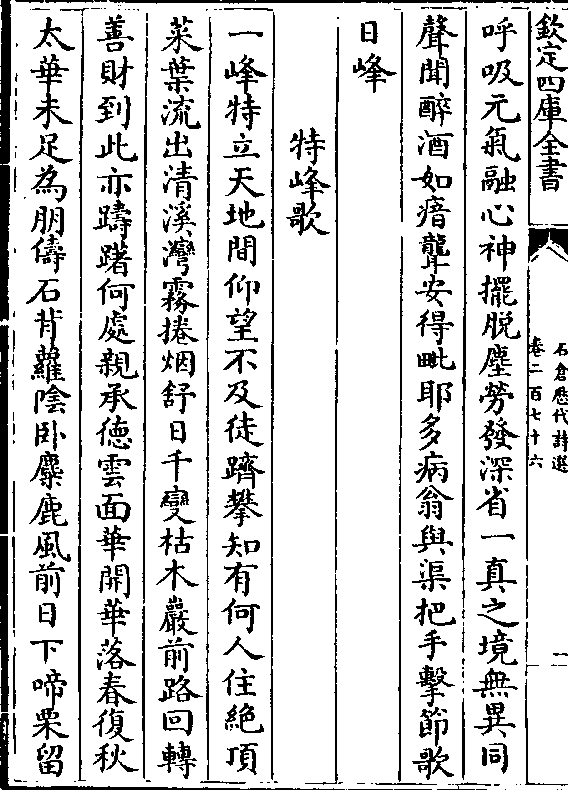 欽定四庫全書
石倉歷代詩選
卷二百七十六
一
呼吸元氣融心神擺脫塵勞發深省一真之境無異同
聲聞醉酒如瘖聾安得毗耶多病翁與渠把手擊節歌
日峰
特峰歌
一峰特立天地間仰望不及徒躋攀知有何人住絶頂
菜葉流出清溪灣霧捲烟舒日千變枯木巖前路回轉
善財到此亦躊躇何處親承德雲面華開華落春復秋
太華未足為朋儔石背蘿陰卧麋鹿風前日下啼栗留